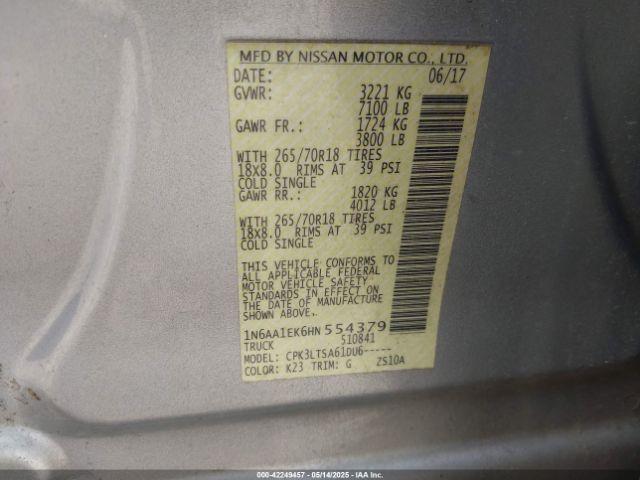 MFD BY NISSAN MOTOR CO., LTD.
DATE: 06/17
GVWR: 3221 KG
7100 LB
GAWR FR.: 1724 KG
3800 LB
WITH 265/70R18 TIRES
18x8.0 RIMS AT 39 PSI
COLD SINGLE
GAWR RR.: 1820 KG
4012 LB
WITH 265/70R18 TIRES
18x8.0 RIMS AT 39 PSI
COLD SINGLE
THIS VEHICLE CONFORMS TO
ALL APPLICABLE FEDERAL
MOTOR VEHICLE SAFETY
STANDARDS IN EFFECT ON
THE DATE OF MANUFACTURE
SHOWN ABOVE.
1N6AA1EK6HN554379
TRUCK 510841
MODEL: CPK3LTSA61DU6-----
COLOR: K23 TRIM: G ZS10A
000-42249457 - 05/14/2025 - IAA Inc.